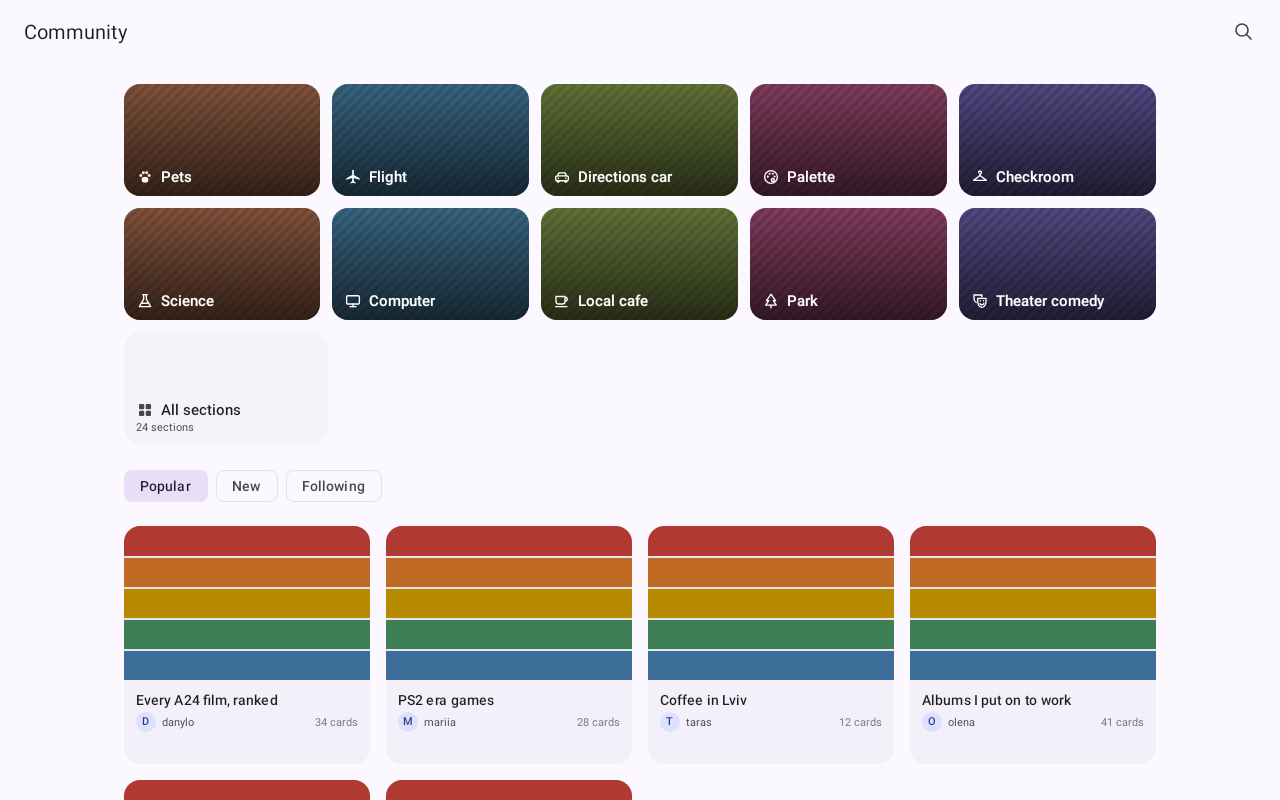 Community
Pets
Flight
Directions car
Palette
Checkroom
Science
Computer
Local cafe
Park
Theater comedy
All sections
24 sections
Popular
New
Following
Every A24 film, ranked
D danylo 34 cards
PS2 era games
M mariia 28 cards
Coffee in Lviv
T taras 12 cards
Albums I put on to work
O olena 41 cards